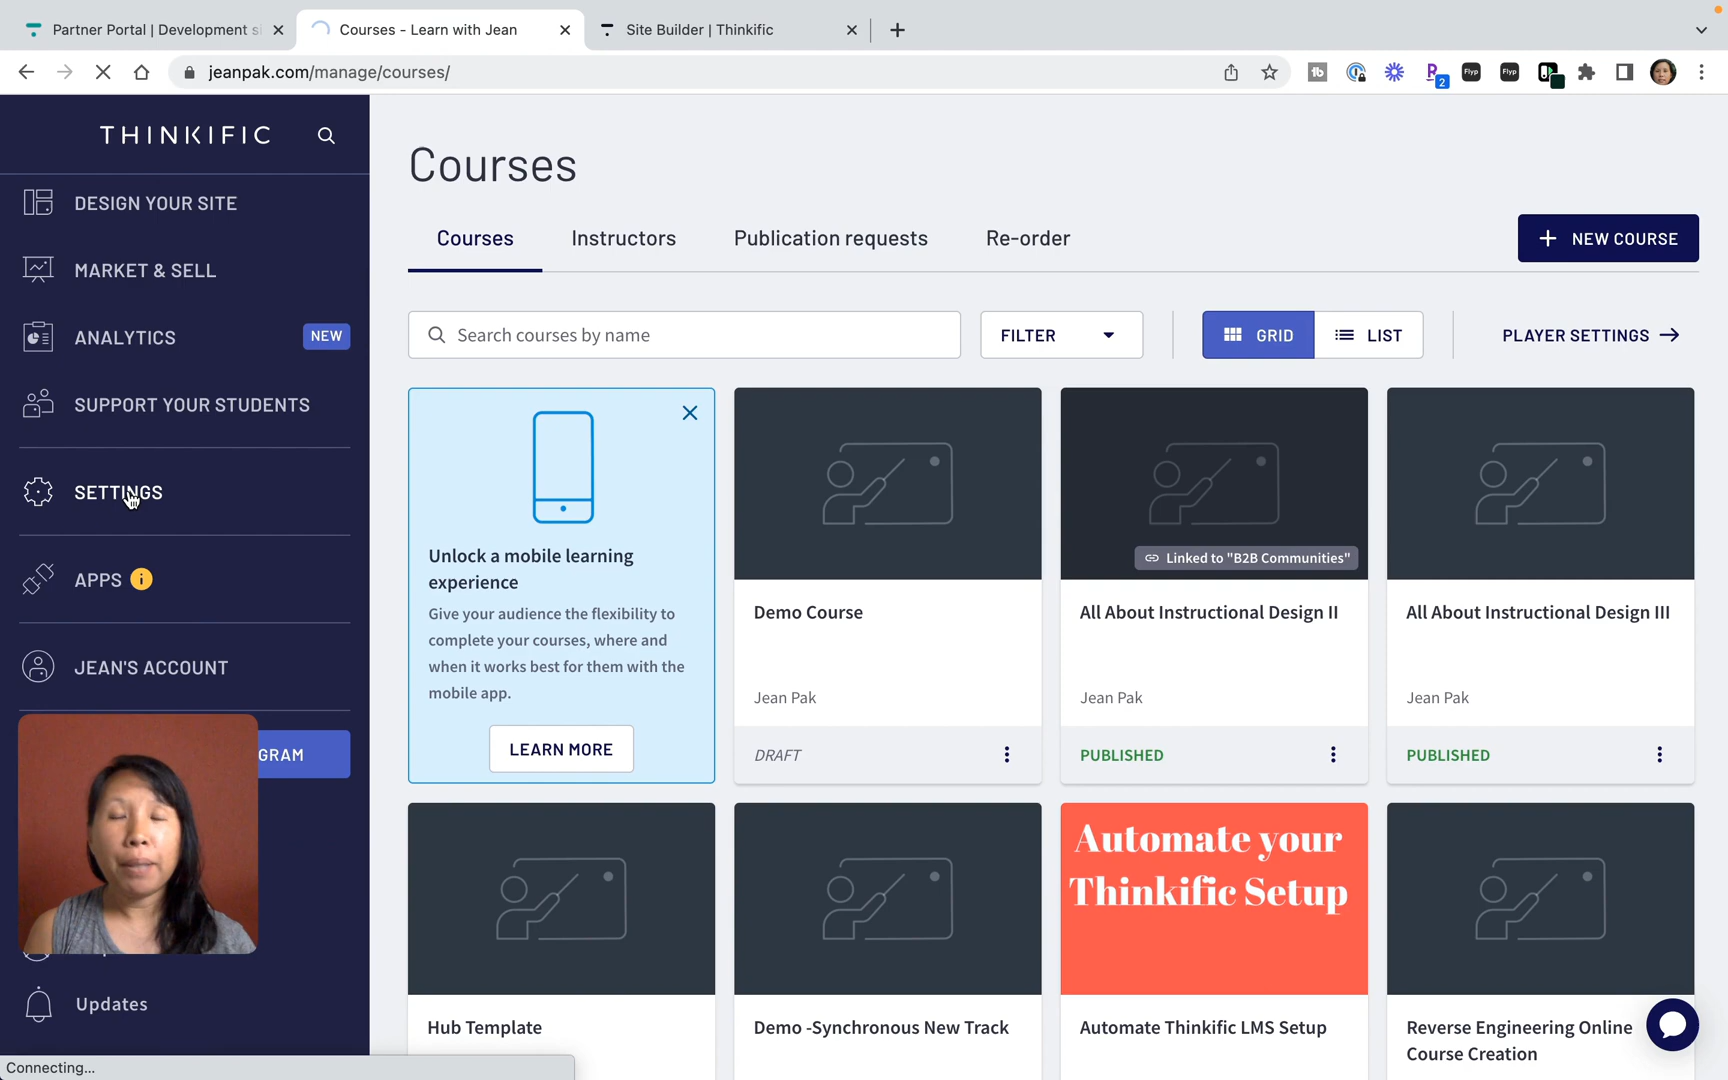 Partner Portal | Development si
Courses - Learn with Jean
Site Builder | Thinkific
jeanpak.com/manage/courses/
2
Flyp
Flyp
THINKIFIC
DESIGN YOUR SITE
MARKET & SELL
ANALYTICS
NEW
SUPPORT YOUR STUDENTS
SETTINGS
APPS
i
JEAN'S ACCOUNT
GRAM
Updates
Connecting...
Courses
Courses
Instructors
Publication requests
Re-order
+ NEW COURSE
Search courses by name
FILTER
GRID
LIST
PLAYER SETTINGS →
Unlock a mobile learning
experience
Give your audience the flexibility to
complete your courses, where and
when it works best for them with the
mobile app.
LEARN MORE
Demo Course
Jean Pak
DRAFT
Linked to "B2B Communities"
All About Instructional Design II
Jean Pak
PUBLISHED
All About Instructional Design III
Jean Pak
PUBLISHED
Hub Template
Demo -Synchronous New Track
Automate your
Thinkific Setup
Automate Thinkific LMS Setup
Reverse Engineering Online
Course Creation